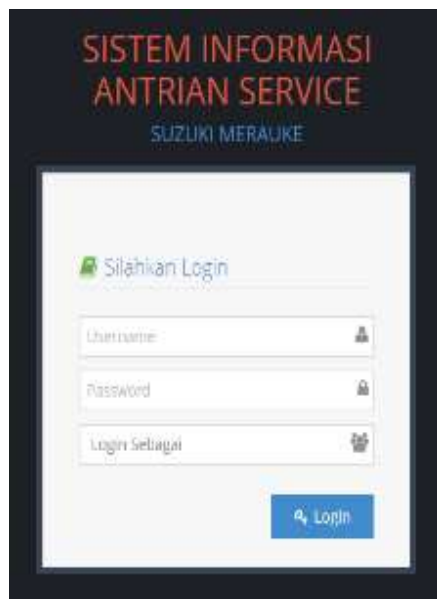 SISTEM INFORMASI
ANTRIAN SERVICE
SUZUKI MERAUKE
Silahkan Login
Username
Password
Login Sebagai
Login